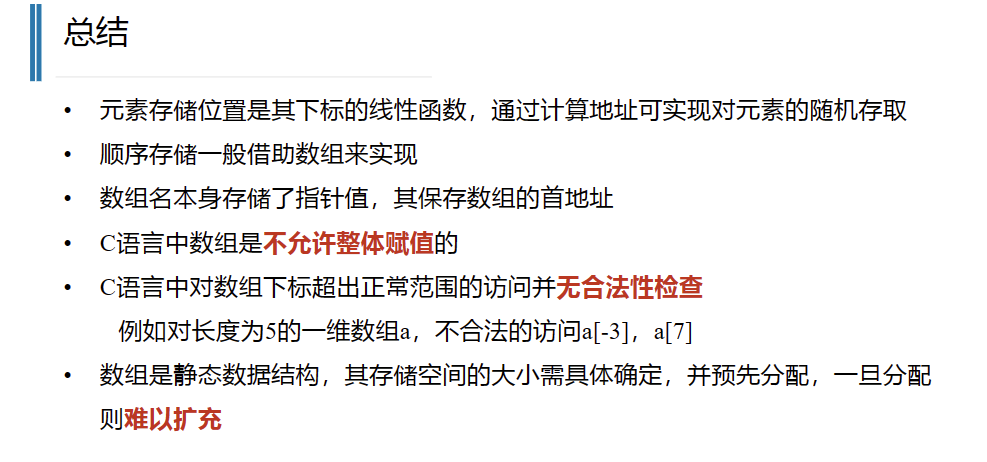 总结
• 元素存储位置是其下标的线性函数，通过计算地址可实现对元素的随机存取
• 顺序存储一般借助数组来实现
• 数组名本身存储了指针值，其保存数组的首地址
• C语言中数组是不允许整体赋值的
• C语言中对数组下标超出正常范围的访问并无合法性检查
例如对长度为5的一维数组a，不合法的访问a[-3]，a[7]
• 数组是静态数据结构，其存储空间的大小需具体确定，并预先分配，一旦分配
则难以扩充